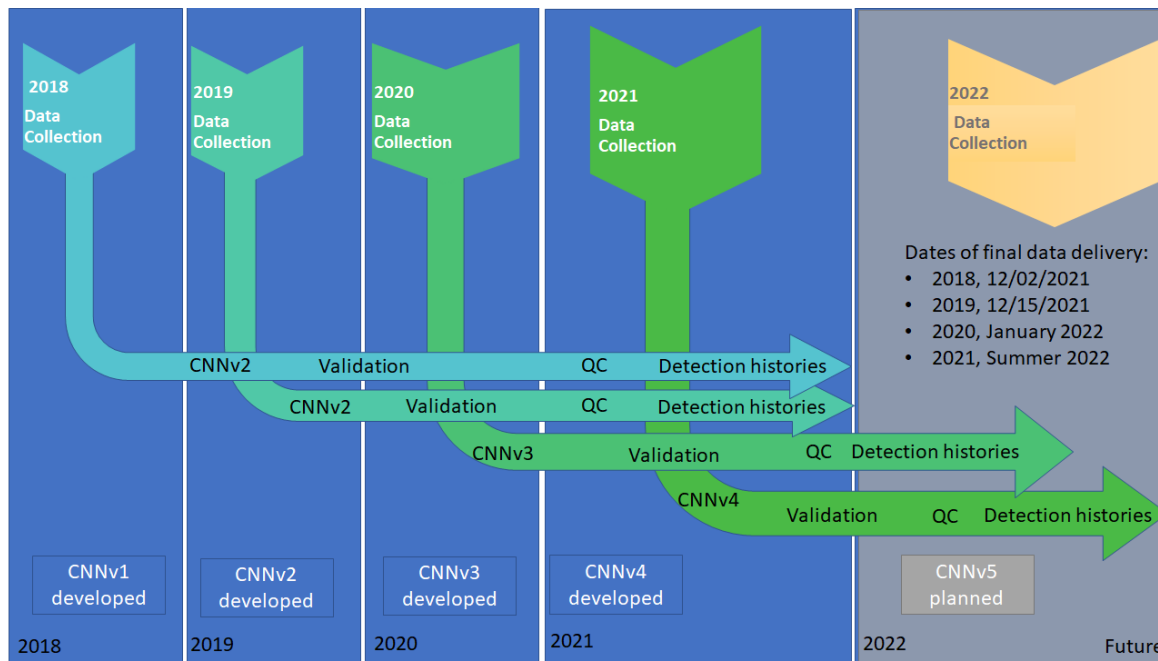 2018
Data
Collection
2019
Data
Collection
2020
Data
Collection
2021
Data
Collection
2022
Data
Collection
Dates of final data delivery:
• 2018, 12/02/2021
• 2019, 12/15/2021
• 2020, January 2022
• 2021, Summer 2022
CNNv2 Validation QC Detection histories
CNNv2 Validation QC Detection histories
CNNv3 Validation QC Detection histories
CNNv4 Validation QC Detection histories
CNNv1
developed
CNNv2
developed
CNNv3
developed
CNNv4
developed
CNNv5
planned
2018 2019 2020 2021 2022 Future